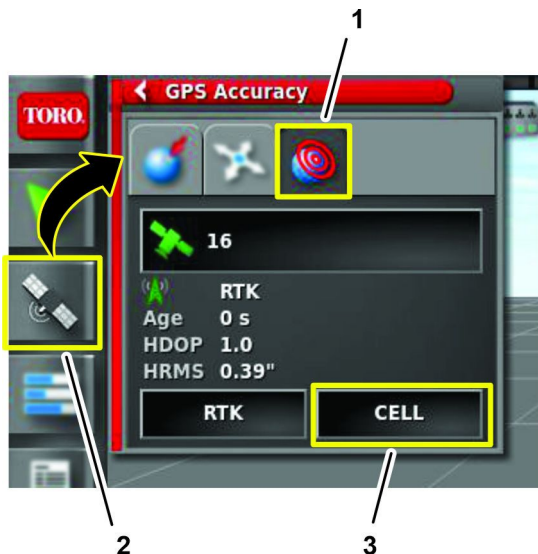 1
GPS Accuracy
TORO.
16
RTK
Age 0 s
HDOP 1.0
HRMS 0.39"
RTK CELL
2 3